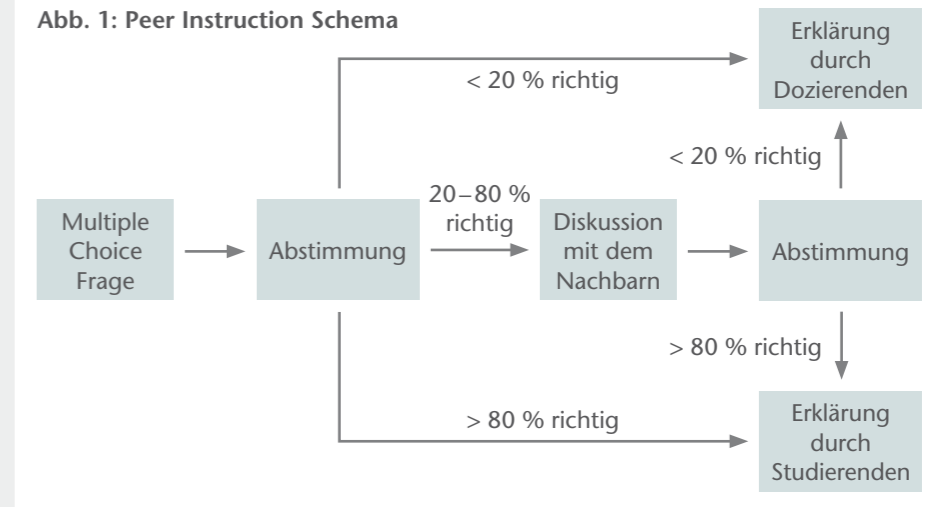 Abb. 1: Peer Instruction Schema
Erklärung
durch
Dozierenden
< 20 % richtig
< 20 % richtig
Multiple
Choice
Frage
Abstimmung
20–80 %
richtig
Diskussion
mit dem
Nachbarn
Abstimmung
> 80 % richtig
> 80 % richtig
Erklärung
durch
Studierenden